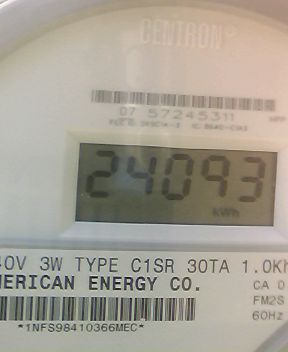 CENTRON®
07 57245311
24093
kWh
40V 3W TYPE C1SR 30TA 1.0Kh
MERICAN ENERGY CO.
CA 0
FM2S
60Hz
*1NFS98410366MEC*